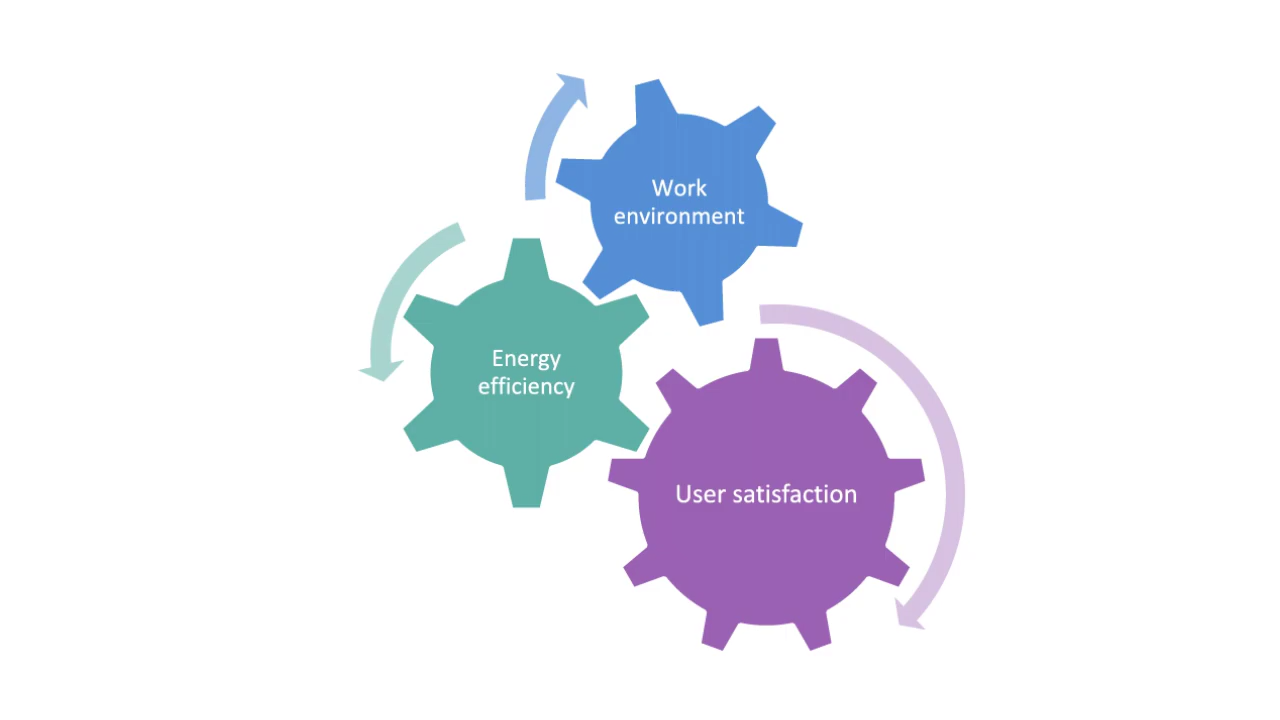 Work
environment
Energy
efficiency
User satisfaction